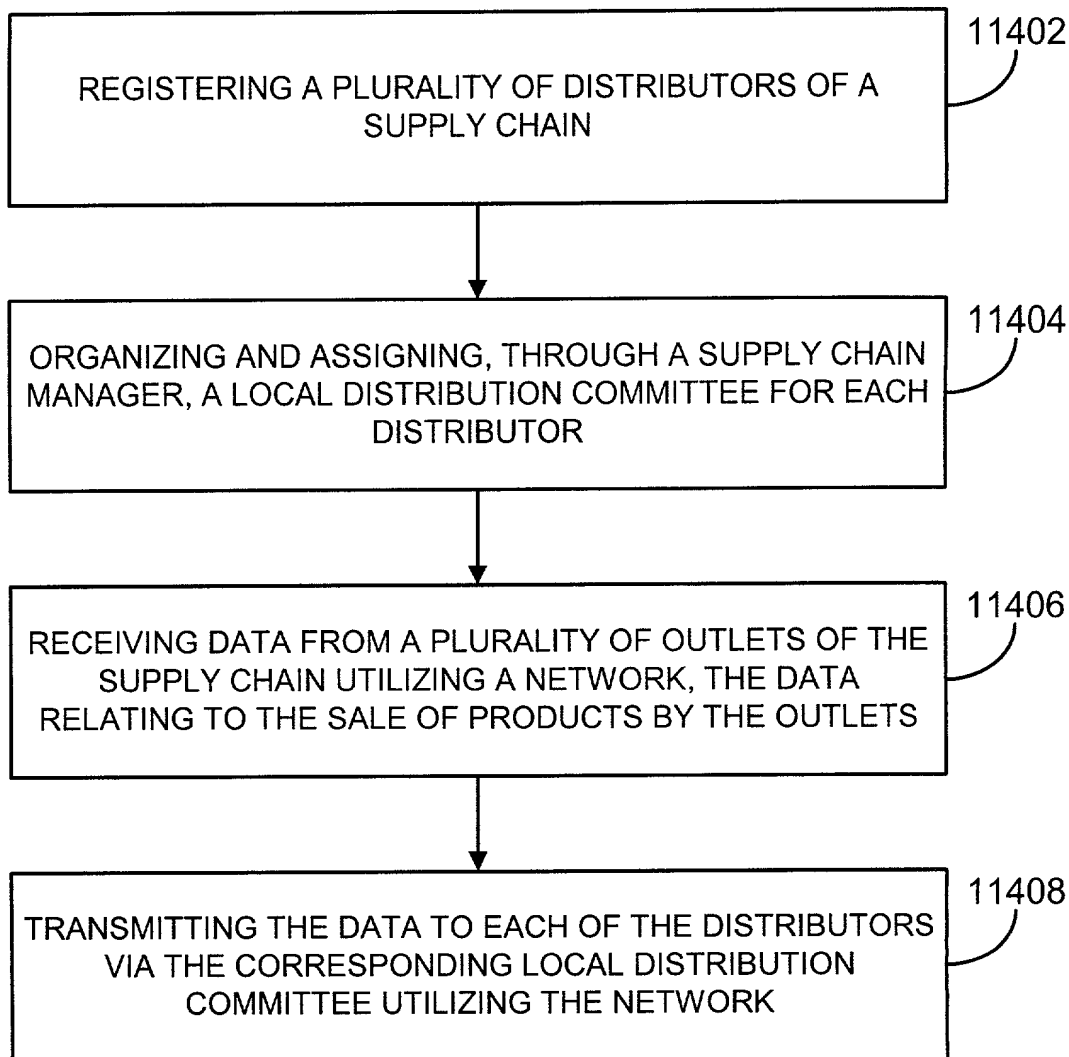 11402
REGISTERING A PLURALITY OF DISTRIBUTORS OF A
SUPPLY CHAIN
11404
ORGANIZING AND ASSIGNING, THROUGH A SUPPLY CHAIN
MANAGER, A LOCAL DISTRIBUTION COMMITTEE FOR EACH
DISTRIBUTOR
11406
RECEIVING DATA FROM A PLURALITY OF OUTLETS OF THE
SUPPLY CHAIN UTILIZING A NETWORK, THE DATA
RELATING TO THE SALE OF PRODUCTS BY THE OUTLETS
11408
TRANSMITTING THE DATA TO EACH OF THE DISTRIBUTORS
VIA THE CORRESPONDING LOCAL DISTRIBUTION
COMMITTEE UTILIZING THE NETWORK